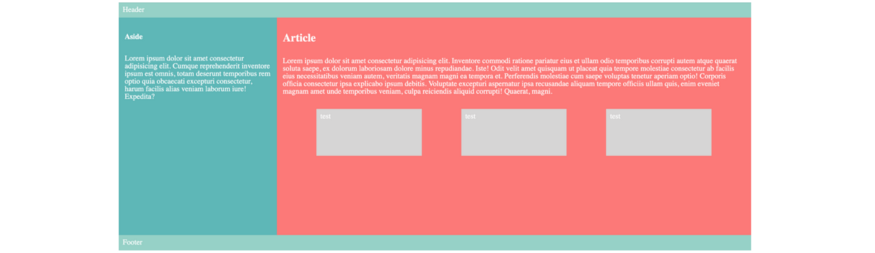 Header
Aside
Lorem ipsum dolor sit amet consectetur
adipisicing elit. Cumque reprehenderit inventore
ipsum est omnis, totam deserunt temporibus rem
optio quia obcaecati expedituri consectetur,
harum facilis alias veniam laborum iure!
Expedita?
Article
Lorem ipsum dolor sit amet consectetur adipisicing elit. Inventore commodi ratione pariatur eius et ullam odio temporibus corrupti autem atque quaerat
soluta saepe, ex dolorum laboriosam dolore minus repudiandae. Iste! Odit velit amet quisquam ut placeat quia tempore molestiae consectetur ab facilis
eius necessitatibus veniam autem, veritatis magnam magni ea tempora et. Perferendis molestiae cum saepe voluptas tenetur aperiam optio! Corporis
officia consectetur ipsa explicabo ipsum debitis. Voluptate excepturi aspernatur ipsa recusandae aliquam tempore officiis ullam quis, enim eveniet
magnam amet unde temporibus veniam, culpa reiciendis aliquid corrupti! Quaerat, magni.
text
text
text
Footer